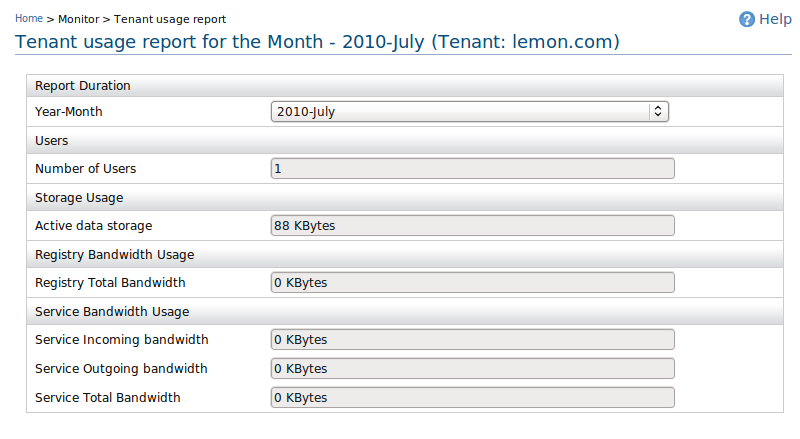 Home > Monitor > Tenant usage report
Help
Tenant usage report for the Month - 2010-July (Tenant: lemon.com)
Report Duration
Year-Month 2010-July
Users
Number of Users 1
Storage Usage
Active data storage 88 KBytes
Registry Bandwidth Usage
Registry Total Bandwidth 0 KBytes
Service Bandwidth Usage
Service Incoming bandwidth 0 KBytes
Service Outgoing bandwidth 0 KBytes
Service Total Bandwidth 0 KBytes